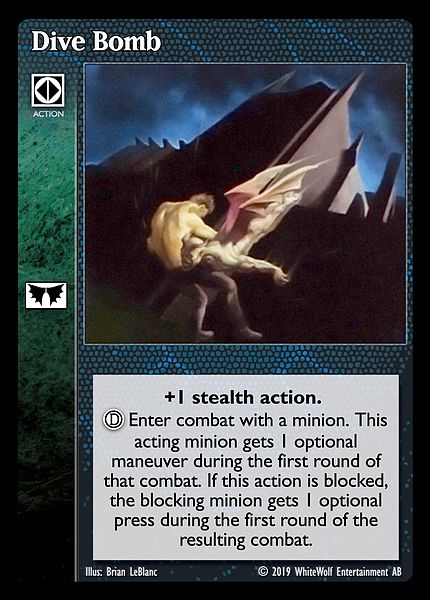 Dive Bomb
ACTION
+1 stealth action.
Ⓓ Enter combat with a minion. This
acting minion gets 1 optional
maneuver during the first round of
that combat. If this action is blocked,
the blocking minion gets 1 optional
press during the first round of the
resulting combat.
Illus: Brian LeBlanc © 2019 WhiteWolf Entertainment AB